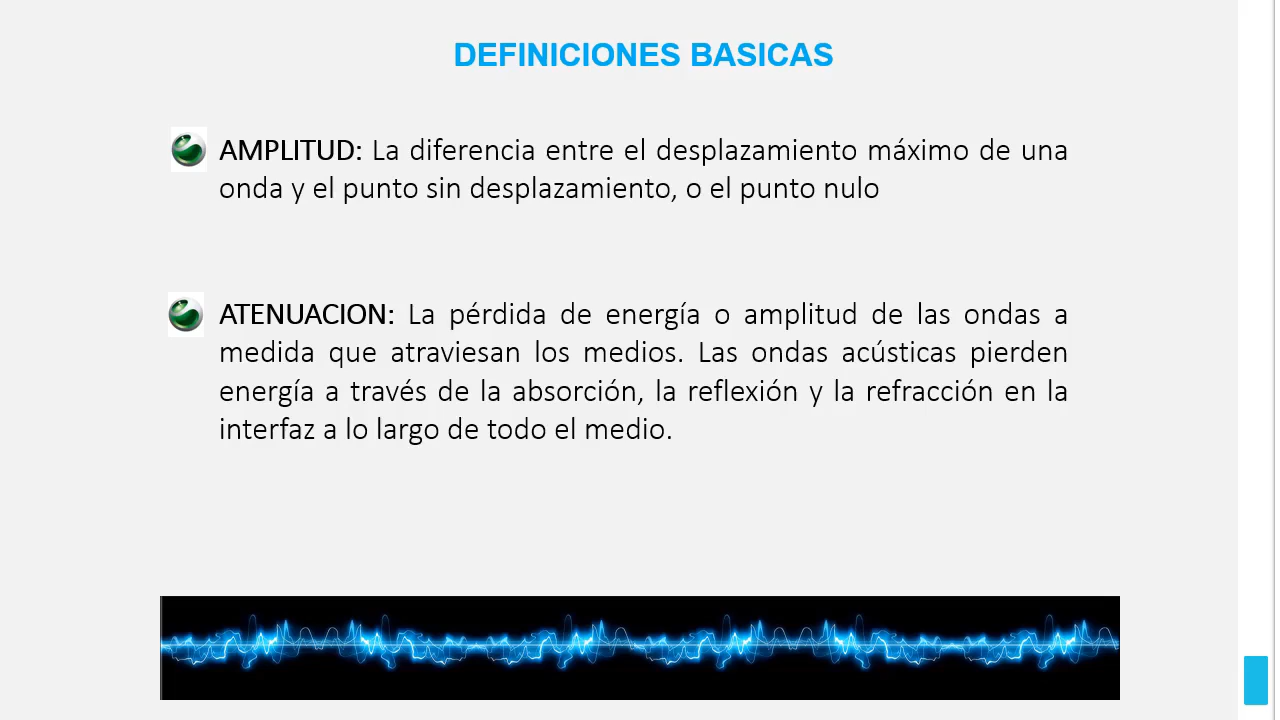 DEFINICIONES BASICAS
AMPLITUD: La diferencia entre el desplazamiento máximo de una
onda y el punto sin desplazamiento, o el punto nulo
ATENUACION: La pérdida de energía o amplitud de las ondas a
medida que atraviesan los medios. Las ondas acústicas pierden
energía a través de la absorción, la reflexión y la refracción en la
interfaz a lo largo de todo el medio.